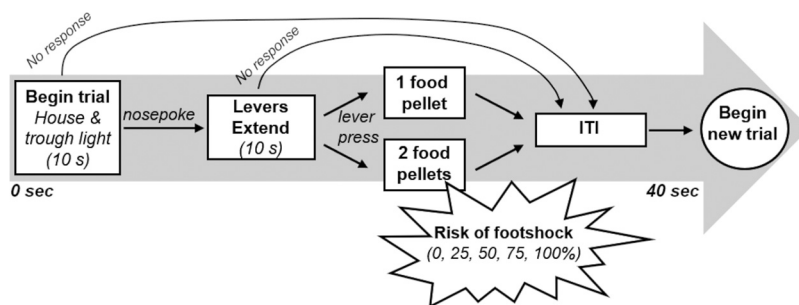 No response
No response
Begin trial
House &
trough light
(10 s)
nosepoke
Levers
Extend
(10 s)
lever
press
1 food
pellet
2 food
pellets
ITI
Begin
new trial
0 sec
40 sec
Risk of footshock
(0, 25, 50, 75, 100%)